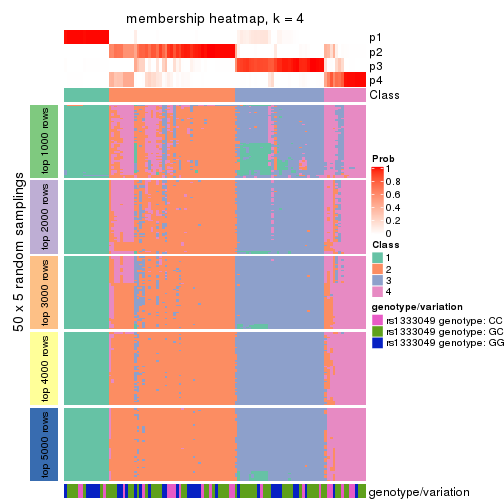 membership heatmap, k = 4
p1
p2
p3
p4
Class
50 x 5 random samplings
top 1000 rows
top 2000 rows
top 3000 rows
top 4000 rows
top 5000 rows
genotype/variation
Prob
1
0.8
0.6
0.4
0.2
0
Class
1
2
3
4
genotype/variation
rs1333049 genotype: CC
rs1333049 genotype: GC
rs1333049 genotype: GG